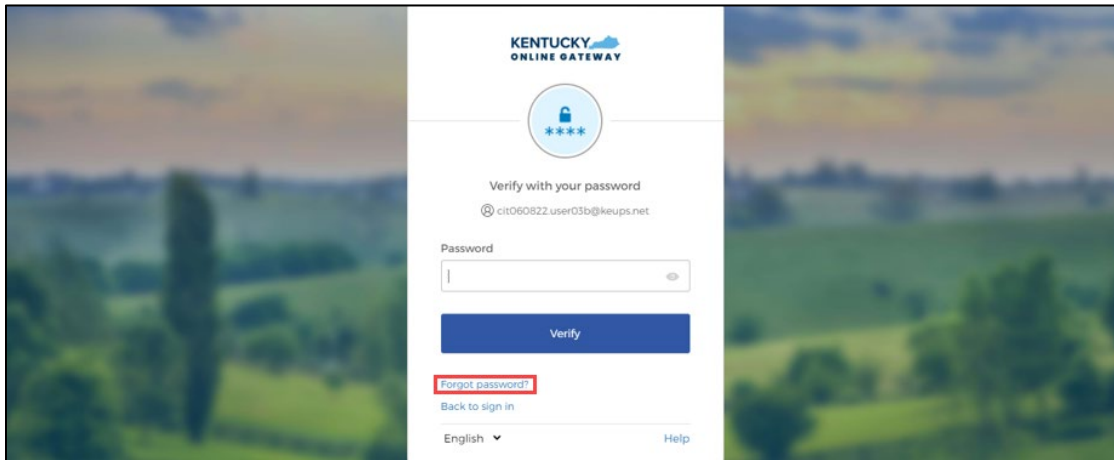 KENTUCKY
ONLINE GATEWAY
****
Verify with your password
cit060822.user03b@keups.net
Password
Verify
Forgot password?
Back to sign in
English
Help